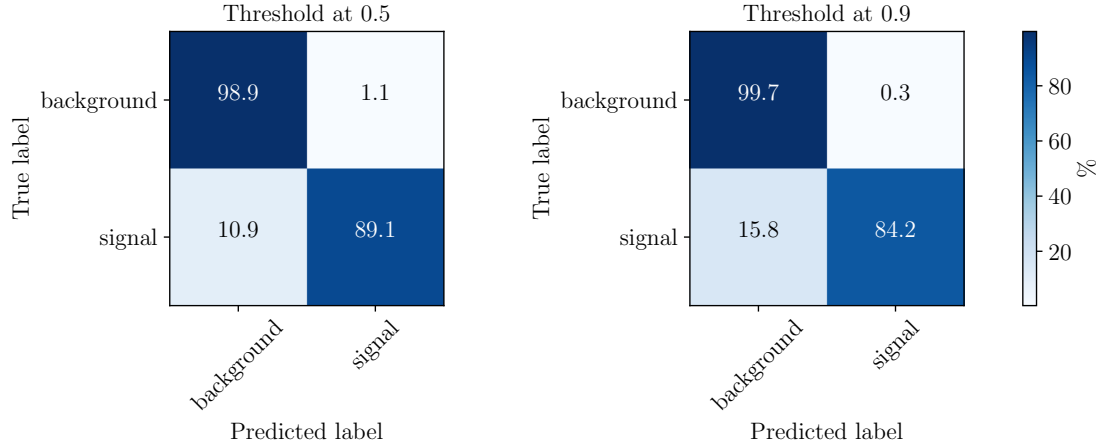 Threshold at 0.5
True label
background
98.9
1.1
signal
10.9
89.1
background
signal
Predicted label
Threshold at 0.9
True label
background
99.7
0.3
signal
15.8
84.2
background
signal
Predicted label
80
60
40
20
%